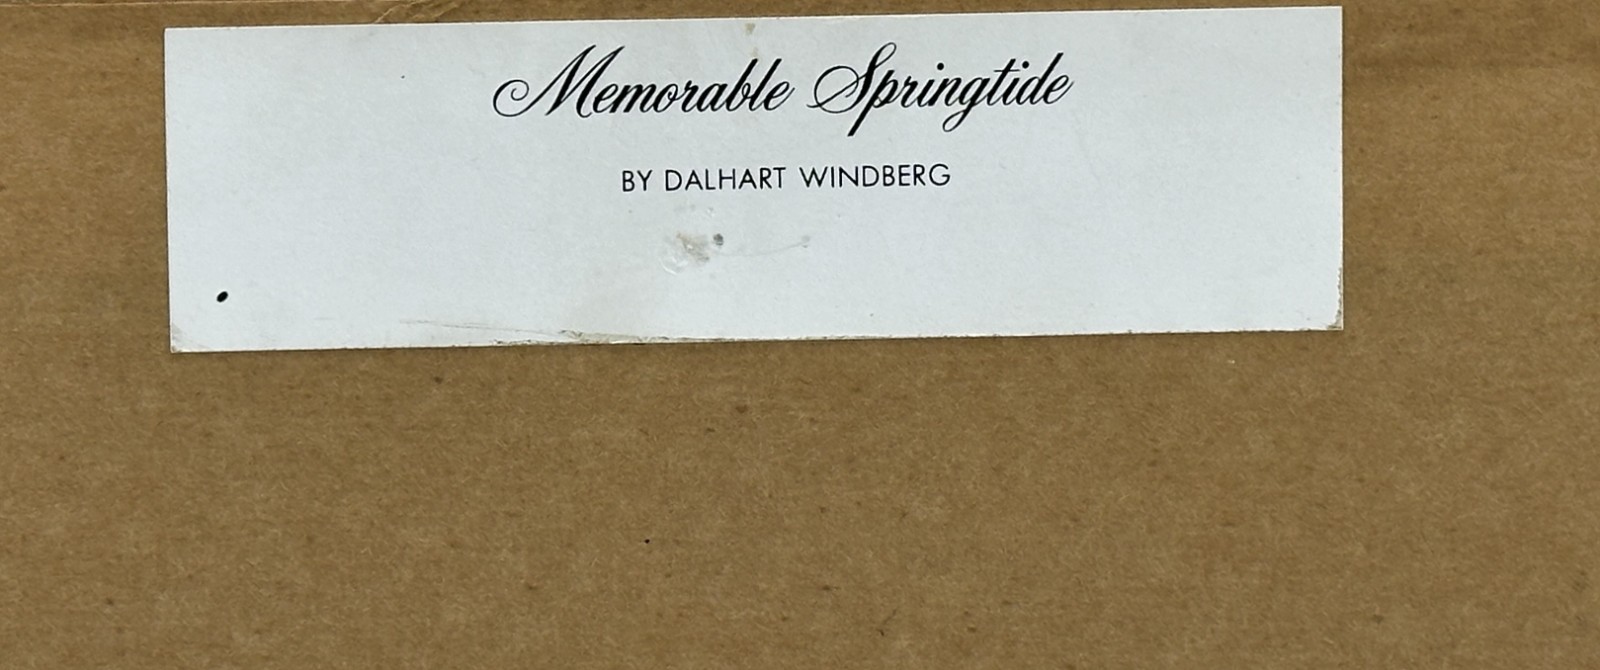 Memorable Springtide
BY DALHART WINDBERG